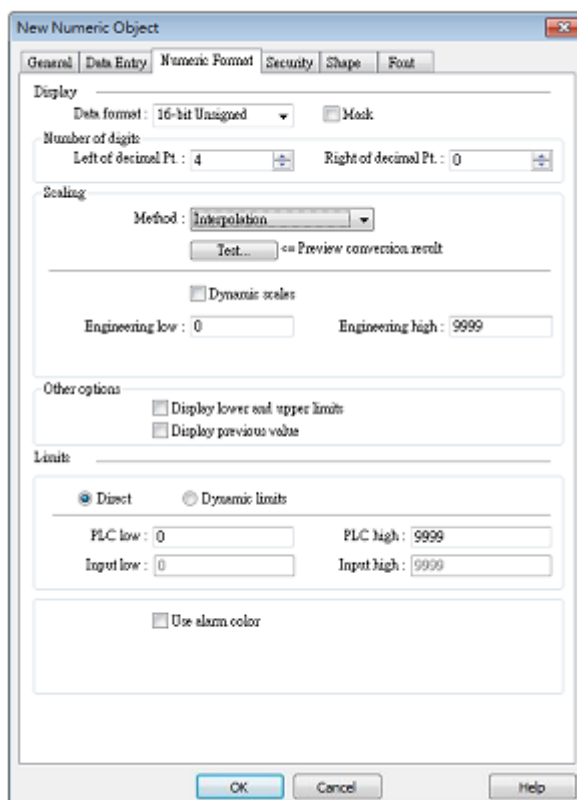 New Numeric Object
General Data Entry Numeric Format Security Shape Font
Display
Data format : 16-bit Unsigned Mask
Number of digits
Left of decimal Pt. : 4 Right of decimal Pt. : 0
Scaling
Method : Interpolation
Test... <= Preview conversion result
Dynamic scales
Engineering low : 0 Engineering high : 9999
Other options
Display lower and upper limits
Display previous value
Limits
Direct Dynamic limits
PLC low : 0 PLC high : 9999
Input low : 0 Input high : 9999
Use alarm color
OK Cancel Help